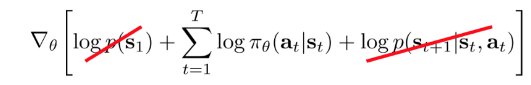 ∇_θ [ log p(s_1) + ∑_{t=1}^{T} log π_θ(a_t|s_t) + log p(s_{t+1}|s_t, a_t) ]